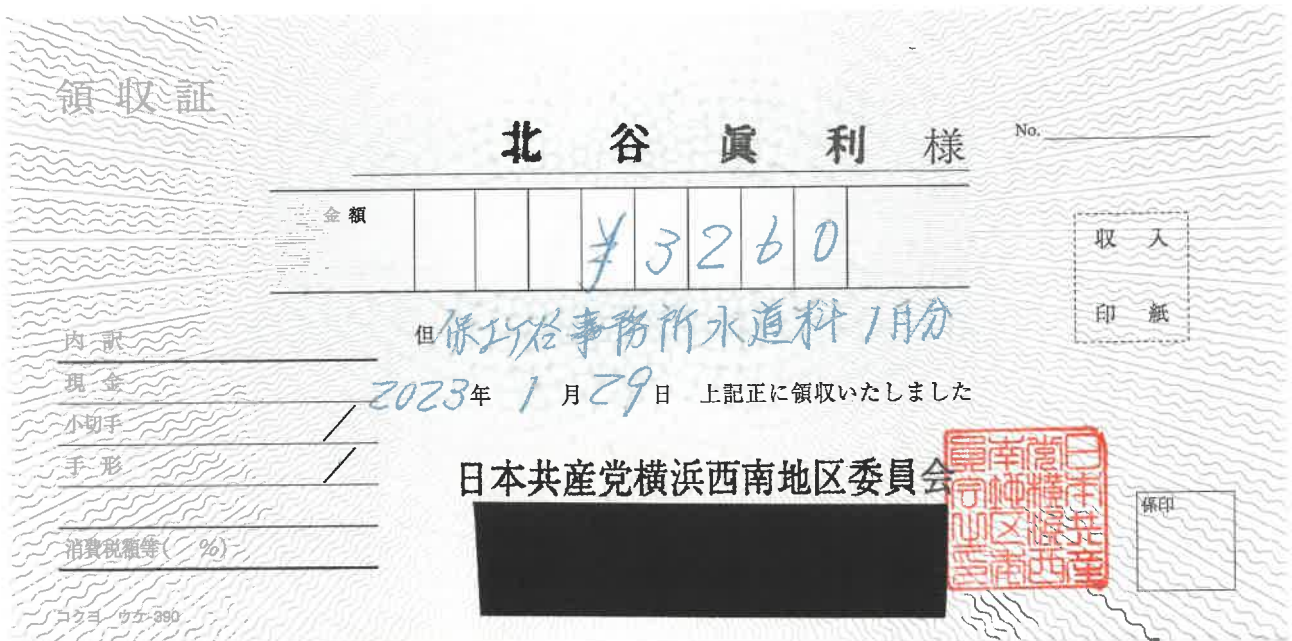 領収証
北谷眞利 様
No.
金額 ¥3260
収入
印紙
但 保土ケ谷事務所水道料 1月分
内訳
現金
2023年 1月29日 上記正に領収いたしました
小切手
手形
日本共産党横浜西南地区委員会
係印
消費税額等( %)
コクヨ ウケ-390